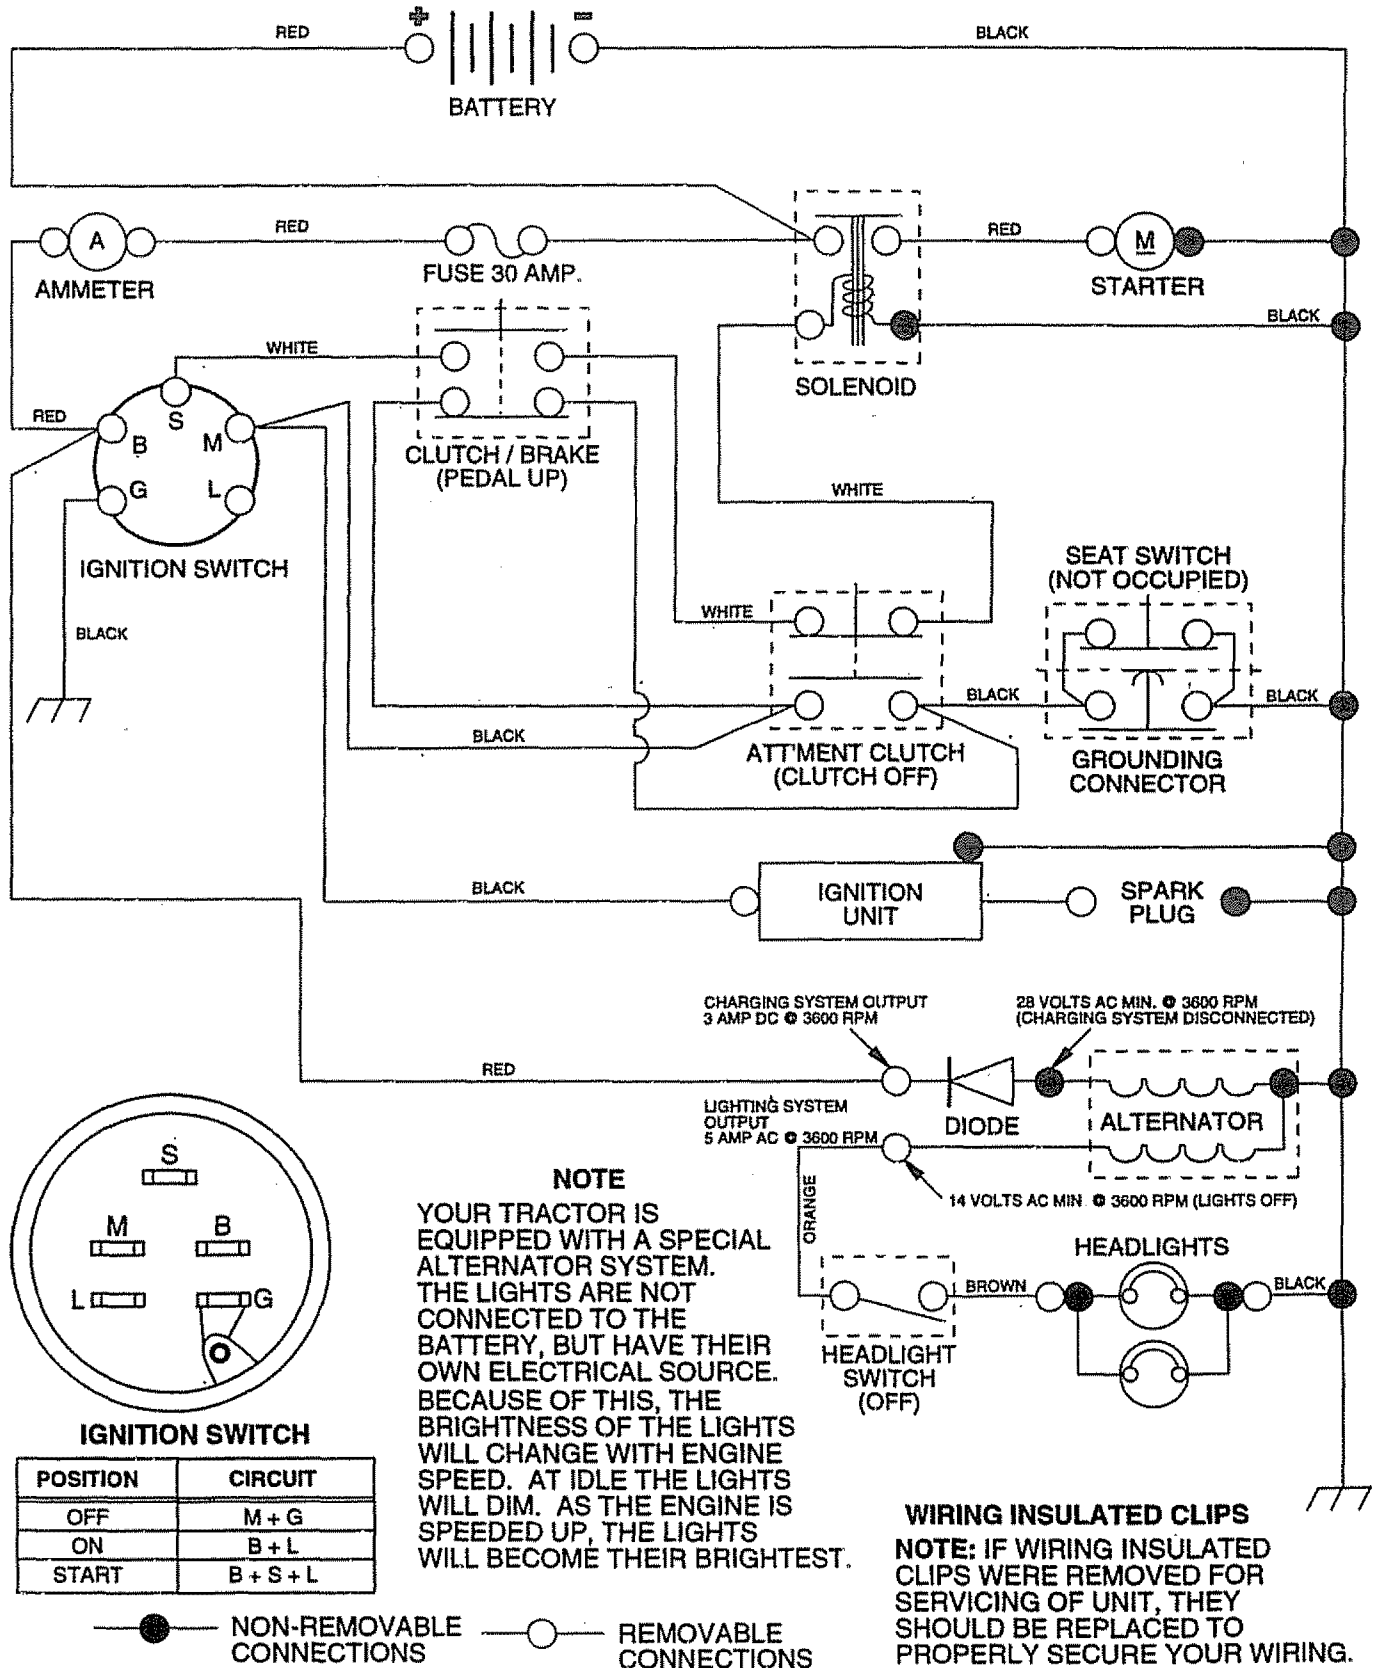 RED
+
-
BLACK
BATTERY
A
RED
RED
M
AMMETER
FUSE 30 AMP.
STARTER
BLACK
WHITE
SOLENOID
RED
S
B
M
G
L
CLUTCH / BRAKE
(PEDAL UP)
WHITE
IGNITION SWITCH
SEAT SWITCH
(NOT OCCUPIED)
WHITE
BLACK
BLACK
BLACK
BLACK
ATT'MENT CLUTCH
(CLUTCH OFF)
GROUNDING
CONNECTOR
BLACK
IGNITION
UNIT
SPARK
PLUG
CHARGING SYSTEM OUTPUT
3 AMP DC @ 3600 RPM
28 VOLTS AC MIN. @ 3600 RPM
(CHARGING SYSTEM DISCONNECTED)
RED
DIODE
ALTERNATOR
LIGHTING SYSTEM
OUTPUT
5 AMP AC @ 3600 RPM
14 VOLTS AC MIN @ 3600 RPM (LIGHTS OFF)
ORANGE
HEADLIGHTS
BROWN
BLACK
HEADLIGHT
SWITCH
(OFF)
S
M
B
L
G
IGNITION SWITCH
POSITION CIRCUIT
OFF M + G
ON B + L
START B + S + L
NOTE
YOUR TRACTOR IS
EQUIPPED WITH A SPECIAL
ALTERNATOR SYSTEM.
THE LIGHTS ARE NOT
CONNECTED TO THE
BATTERY, BUT HAVE THEIR
OWN ELECTRICAL SOURCE.
BECAUSE OF THIS, THE
BRIGHTNESS OF THE LIGHTS
WILL CHANGE WITH ENGINE
SPEED. AT IDLE THE LIGHTS
WILL DIM. AS THE ENGINE IS
SPEEDED UP, THE LIGHTS
WILL BECOME THEIR BRIGHTEST.
WIRING INSULATED CLIPS
NOTE: IF WIRING INSULATED
CLIPS WERE REMOVED FOR
SERVICING OF UNIT, THEY
SHOULD BE REPLACED TO
PROPERLY SECURE YOUR WIRING.
NON-REMOVABLE
CONNECTIONS
REMOVABLE
CONNECTIONS